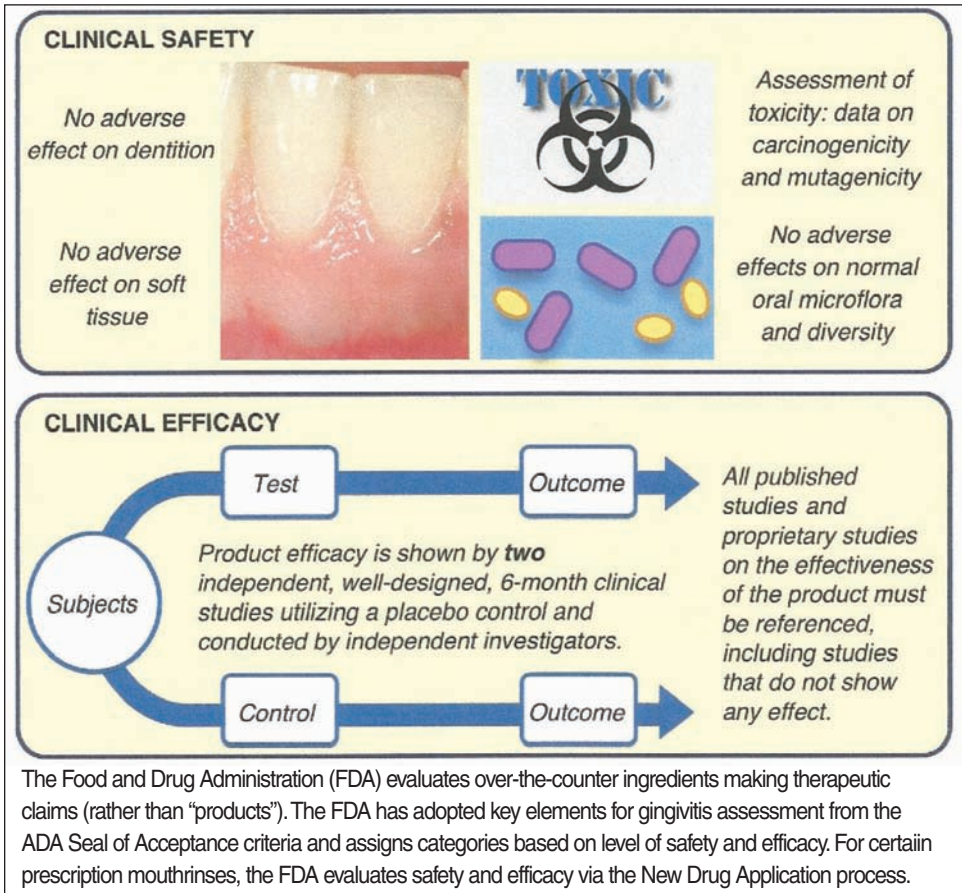 CLINICAL SAFETY
No adverse
effect on dentition
No adverse
effect on soft
tissue
TOXIC
Assessment of
toxicity: data on
carcinogenicity
and mutagenicity
No adverse
effects on normal
oral microflora
and diversity
CLINICAL EFFICACY
Subjects
Test
Outcome
Product efficacy is shown by two
independent, well-designed, 6-month clinical
studies utilizing a placebo control and
conducted by independent investigators.
Control
Outcome
All published
studies and
proprietary studies
on the effectiveness
of the product must
be referenced,
including studies
that do not show
any effect.
The Food and Drug Administration (FDA) evaluates over-the-counter ingredients making therapeutic
claims (rather than “products”). The FDA has adopted key elements for gingivitis assessment from the
ADA Seal of Acceptance criteria and assigns categories based on level of safety and efficacy. For certaiin
prescription mouthrinses, the FDA evaluates safety and efficacy via the New Drug Application process.